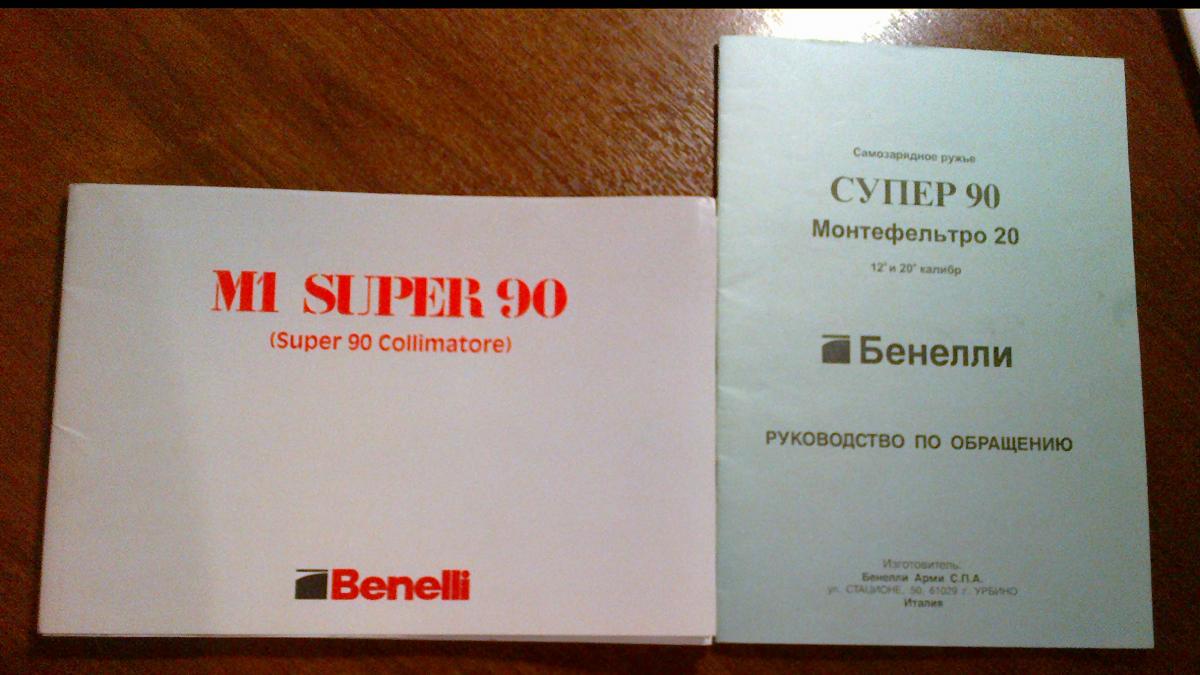 M1 SUPER 90
(Super 90 Collimatore)
Benelli
Самозарядное ружье
СУПЕР 90
Монтефельтро 20
12° и 20° калибр
Бенелли
РУКОВОДСТВО ПО ОБРАЩЕНИЮ
Изготовитель:
Бенелли Арми С.П.А.
ул. СТАЦИОНЕ, 50, 61029 г. УРБИНО
Италия